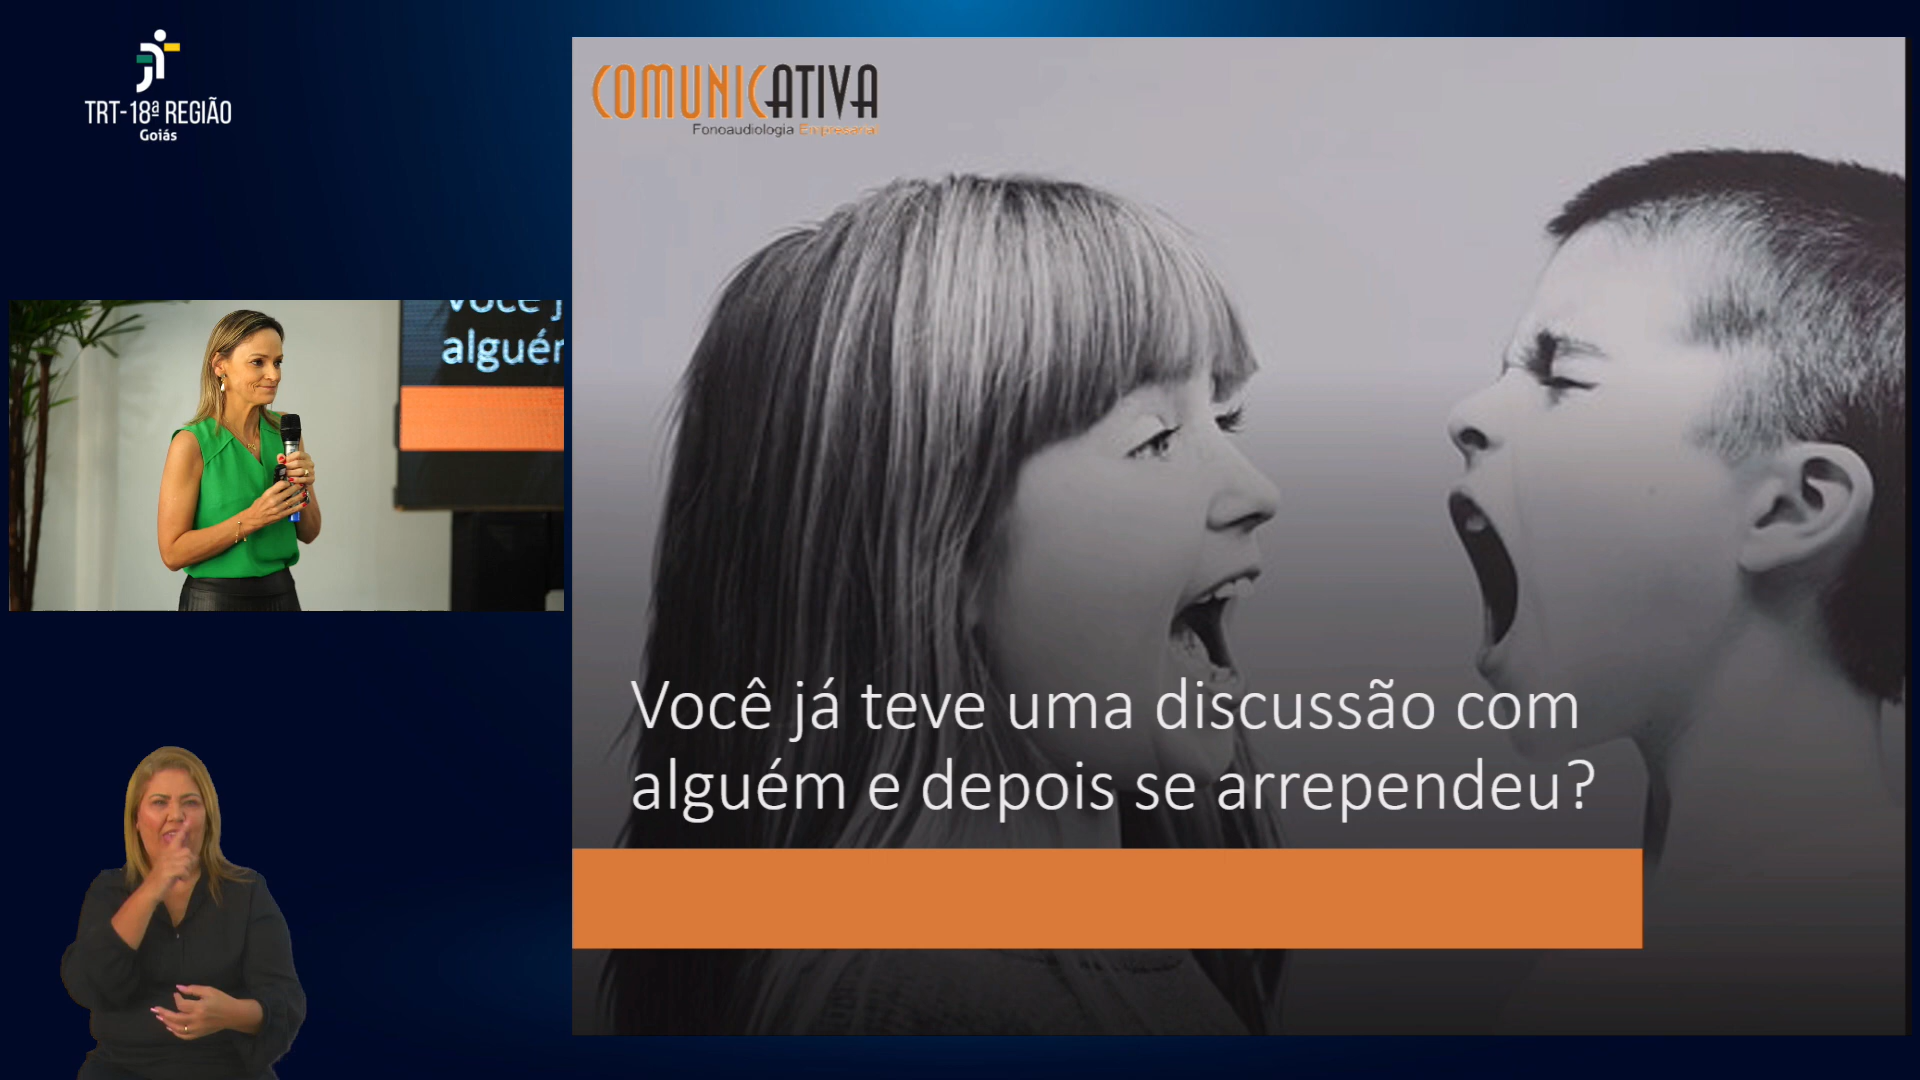 TRT-18ª REGIÃO
Goiás
COMUNICATIVA
Fonoaudiologia Empresarial
alguém
Você já teve uma discussão com
alguém e depois se arrependeu?